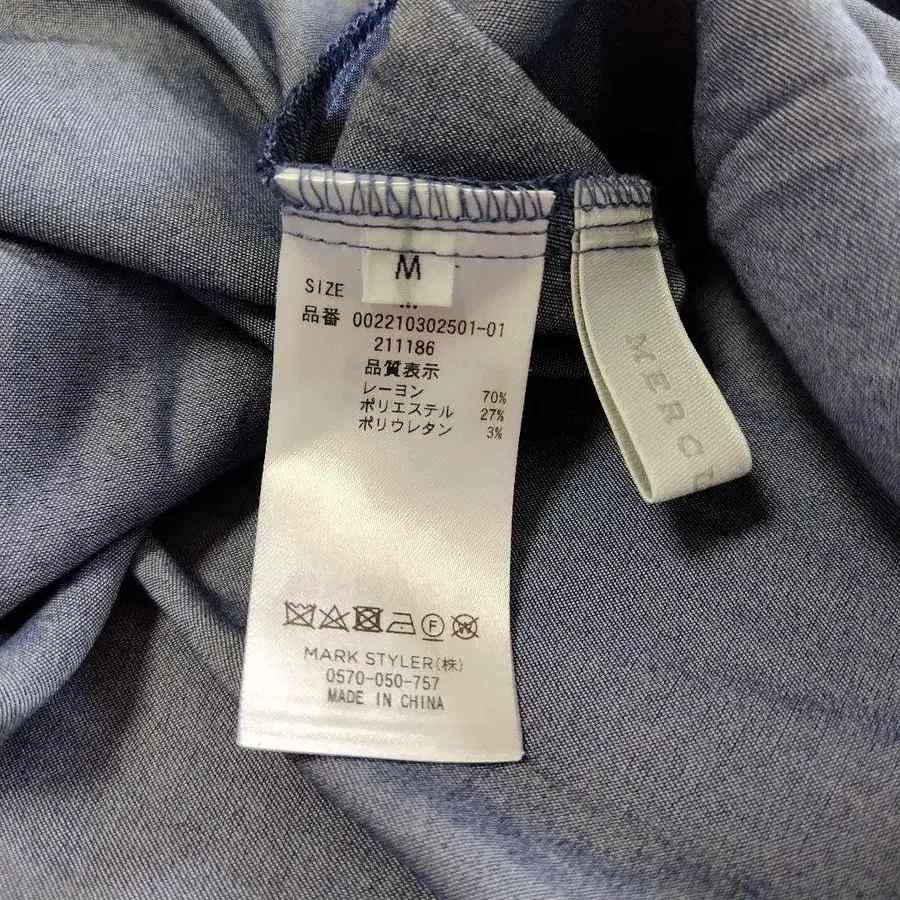 M
SIZE
品番 002210302501-01
211186
品質表示
レーヨン 70%
ポリエステル 27%
ポリウレタン 3%
MARK STYLER(株)
0570-050-757
MADE IN CHINA
MERCU